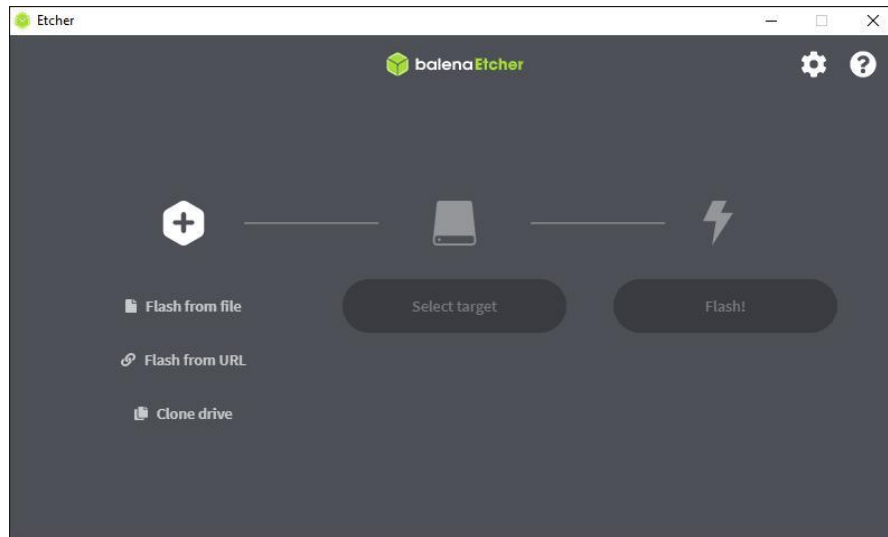 Etcher
balenaEtcher
Flash from file
Select target
Flash!
Flash from URL
Clone drive